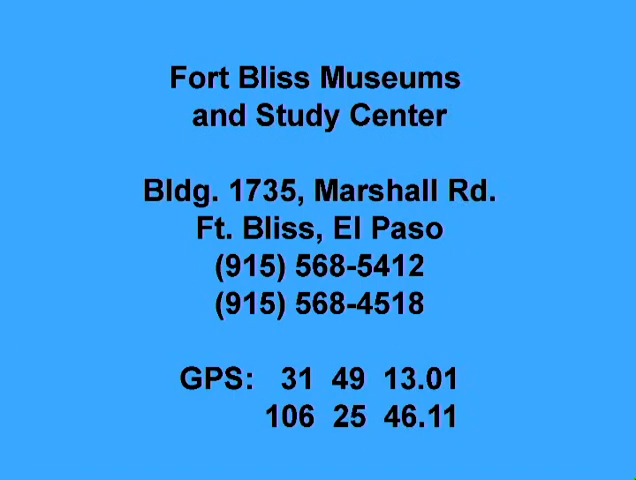 Fort Bliss Museums
and Study Center
Bldg. 1735, Marshall Rd.
Ft. Bliss, El Paso
(915) 568-5412
(915) 568-4518
GPS: 31 49 13.01
106 25 46.11